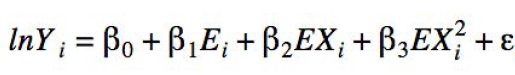 lnY_i = β_0 + β_1E_i + β_2EX_i + β_3EX_i^2 + ε